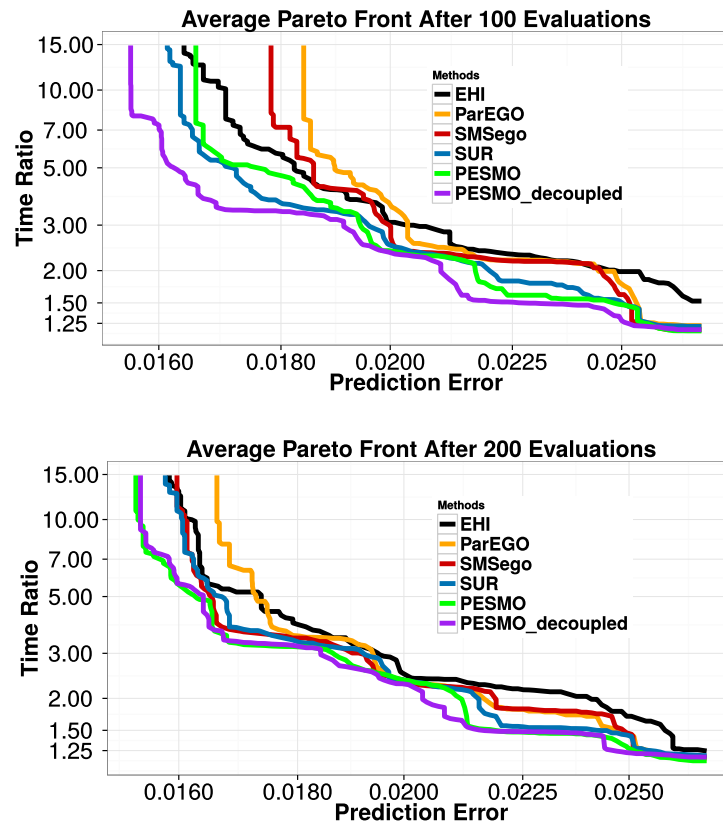 Average Pareto Front After 100 Evaluations
Time Ratio
15.00
10.00
7.00
5.00
3.00
2.00
1.50
1.25
Methods
EHI
ParEGO
SMSego
SUR
PESMO
PESMO_decoupled
0.0160 0.0180 0.0200 0.0225 0.0250
Prediction Error
Average Pareto Front After 200 Evaluations
Time Ratio
15.00
10.00
7.00
5.00
3.00
2.00
1.50
1.25
Methods
EHI
ParEGO
SMSego
SUR
PESMO
PESMO_decoupled
0.0160 0.0180 0.0200 0.0225 0.0250
Prediction Error